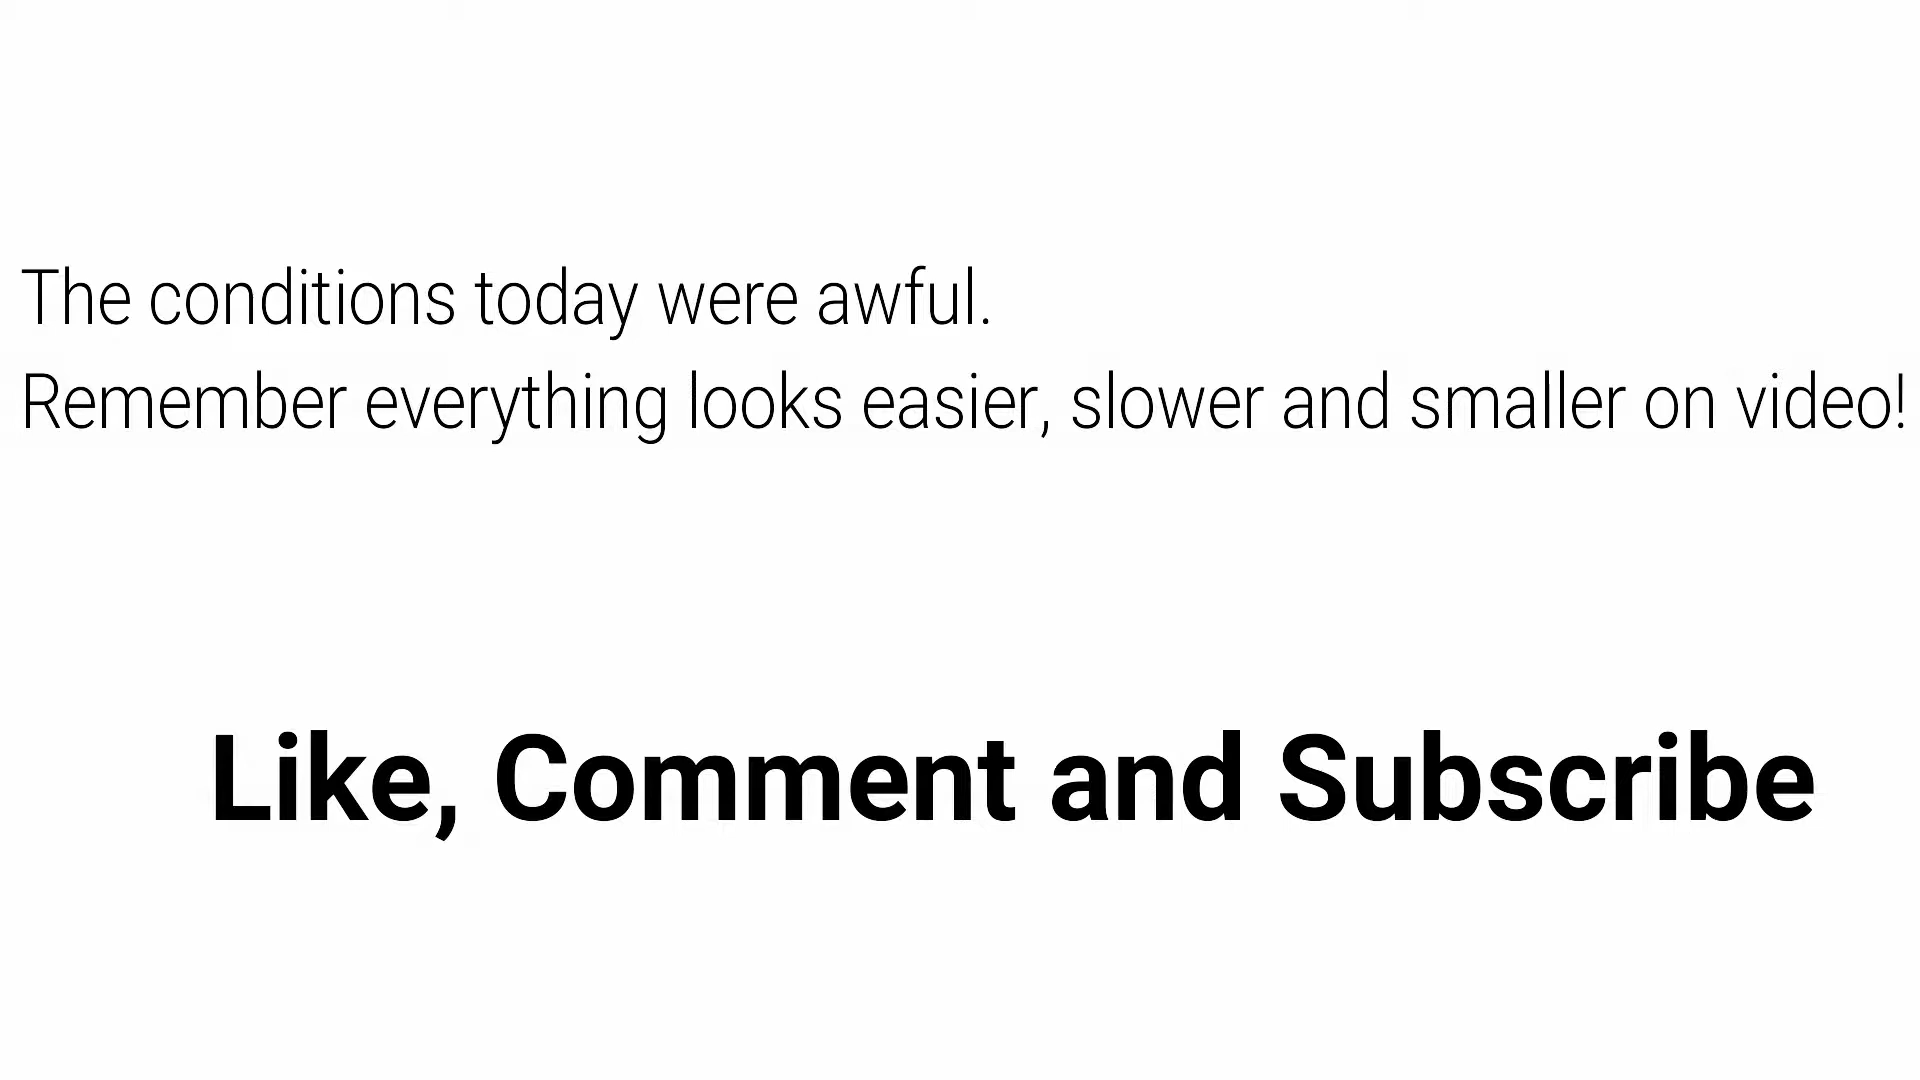 The conditions today were awful.
Remember everything looks easier, slower and smaller on video!
Like, Comment and Subscribe